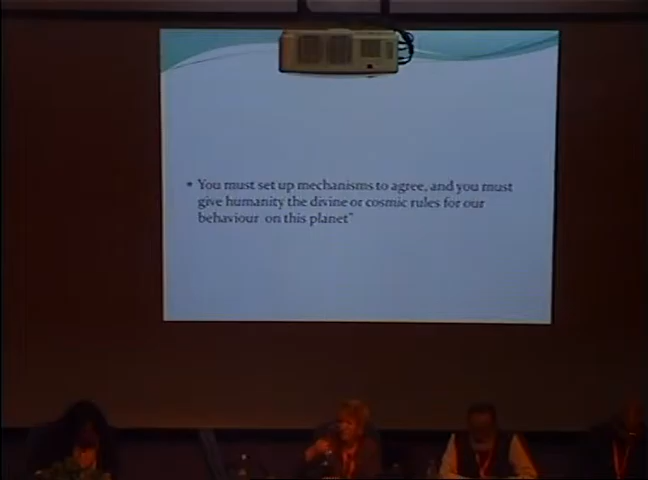 • You must set up mechanisms to agree, and you must
give humanity the divine or cosmic rules for our
behaviour on this planet"